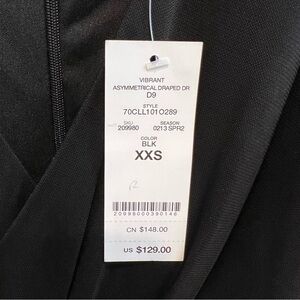 VIBRANT
ASYMMETRICAL DRAPED DR
D9
STYLE
70CLL101O289
SKU SEASON
209980 0213 SPR2
COLOR
BLK
XXS
20998000390146
CN $148.00
US $129.00